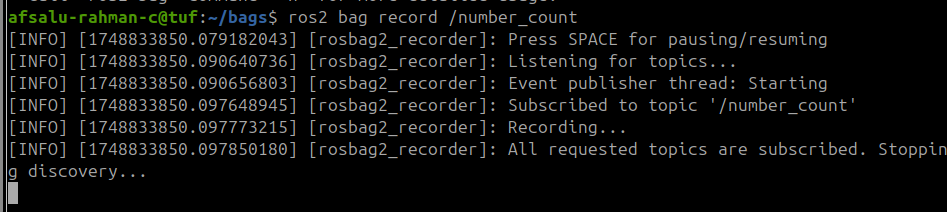 afsalu-rahman-c@tuf:~/bags$ ros2 bag record /number_count
[INFO] [1748833850.079182043] [rosbag2_recorder]: Press SPACE for pausing/resuming
[INFO] [1748833850.090640736] [rosbag2_recorder]: Listening for topics...
[INFO] [1748833850.090656803] [rosbag2_recorder]: Event publisher thread: Starting
[INFO] [1748833850.097648945] [rosbag2_recorder]: Subscribed to topic '/number_count'
[INFO] [1748833850.097773215] [rosbag2_recorder]: Recording...
[INFO] [1748833850.097850180] [rosbag2_recorder]: All requested topics are subscribed. Stoppin
g discovery...